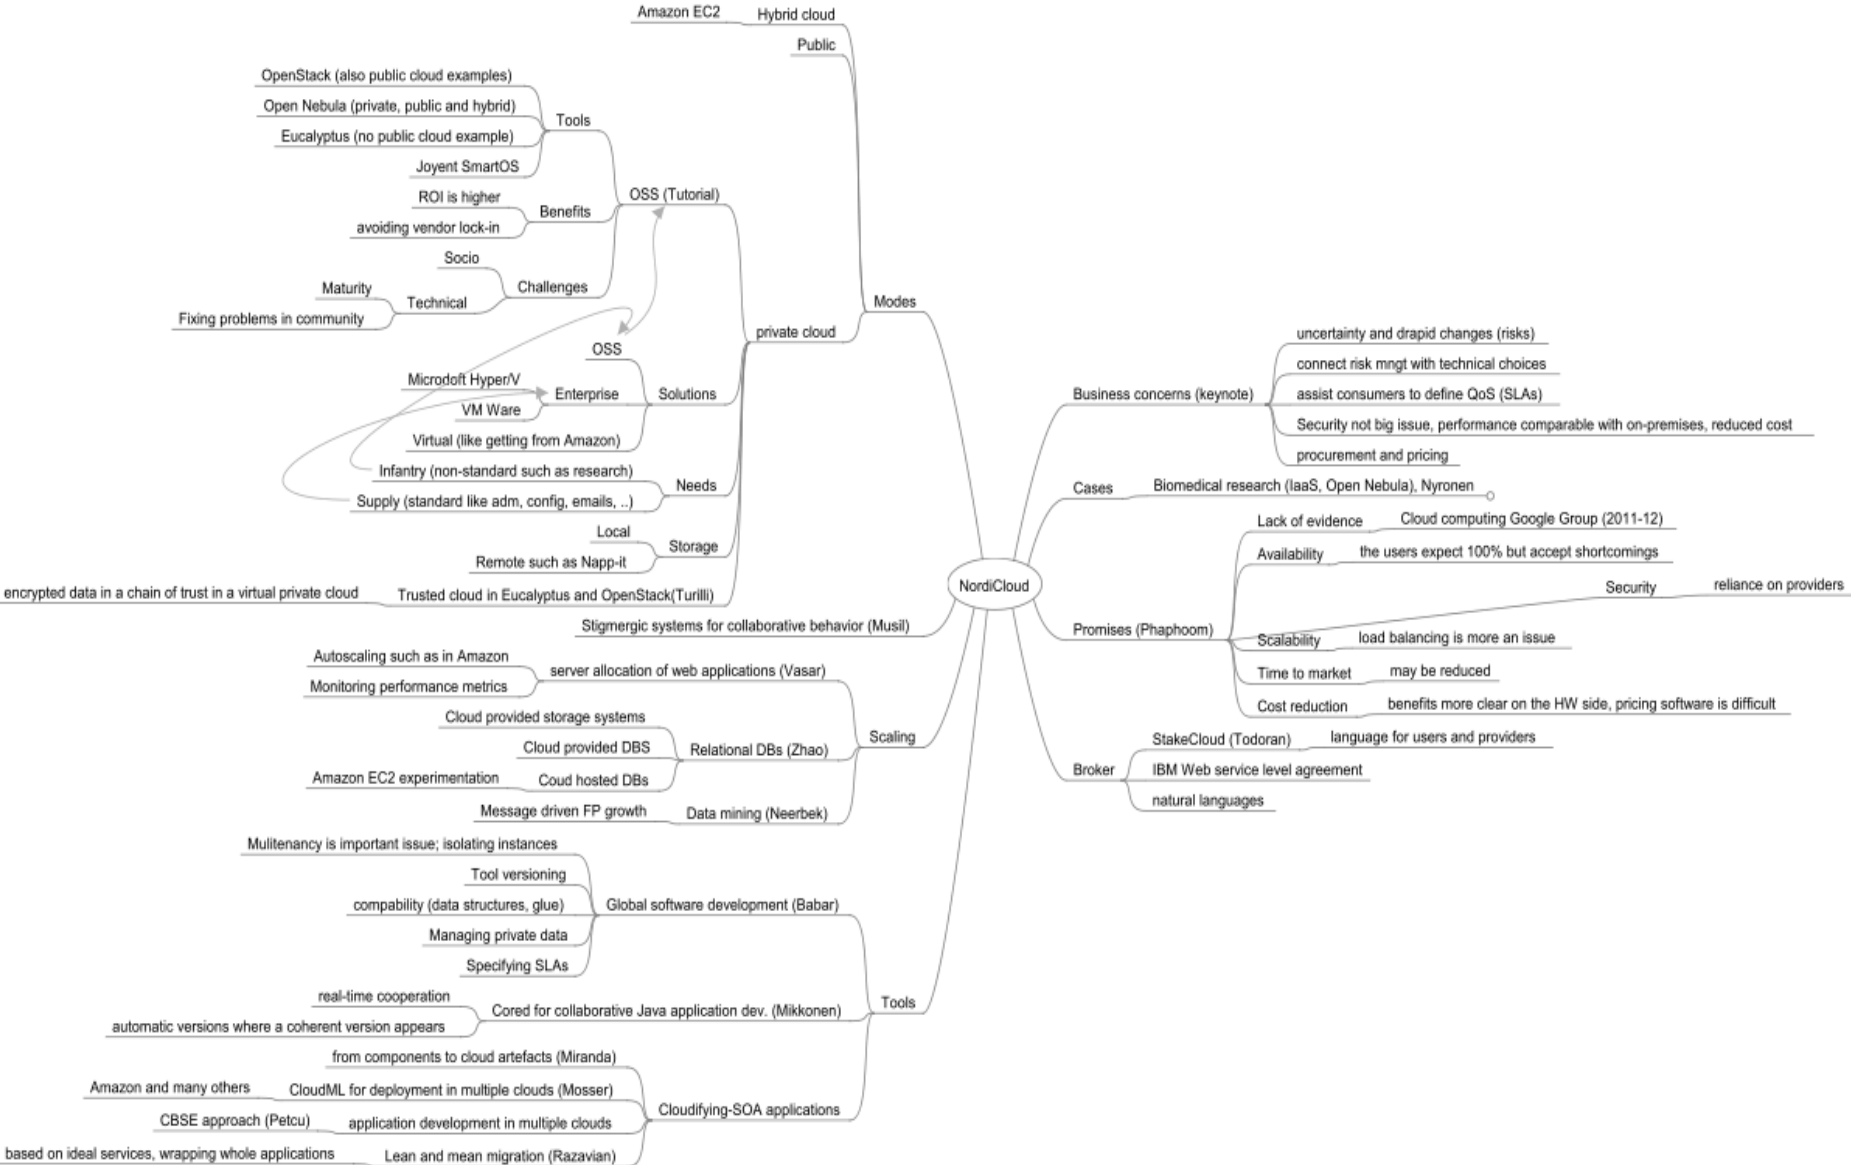 Amazon EC2
Hybrid cloud
Public
OpenStack (also public cloud examples)
Open Nebula (private, public and hybrid)
Eucalyptus (no public cloud example)
Joyent SmartOS
Tools
ROI is higher
avoiding vendor lock-in
Benefits
OSS (Tutorial)
Socio
Maturity
Fixing problems in community
Technical
Challenges
OSS
Microdoft Hyper/V
VM Ware
Enterprise
Virtual (like getting from Amazon)
Solutions
Infantry (non-standard such as research)
Supply (standard like adm, config, emails, ..)
Needs
Local
Remote such as Napp-it
Storage
encrypted data in a chain of trust in a virtual private cloud
Trusted cloud in Eucalyptus and OpenStack(Turilli)
private cloud
Modes
Stigmergic systems for collaborative behavior (Musil)
Autoscaling such as in Amazon
Monitoring performance metrics
server allocation of web applications (Vasar)
Cloud provided storage systems
Cloud provided DBS
Amazon EC2 experimentation
Coud hosted DBs
Relational DBs (Zhao)
Message driven FP growth
Data mining (Neerbek)
Scaling
Mulitenancy is important issue; isolating instances
Tool versioning
compability (data structures, glue)
Managing private data
Specifying SLAs
Global software development (Babar)
real-time cooperation
automatic versions where a coherent version appears
Cored for collaborative Java application dev. (Mikkonen)
from components to cloud artefacts (Miranda)
Amazon and many others
CloudML for deployment in multiple clouds (Mosser)
CBSE approach (Petcu)
application development in multiple clouds
based on ideal services, wrapping whole applications
Lean and mean migration (Razavian)
Cloudifying-SOA applications
Tools
NordiCloud
Business concerns (keynote)
uncertainty and drapid changes (risks)
connect risk mngt with technical choices
assist consumers to define QoS (SLAs)
Security not big issue, performance comparable with on-premises, reduced cost
procurement and pricing
Cases
Biomedical research (IaaS, Open Nebula), Nyronen
Promises (Phaphoom)
Lack of evidence
Cloud computing Google Group (2011-12)
Availability
the users expect 100% but accept shortcomings
Security
reliance on providers
Scalability
load balancing is more an issue
Time to market
may be reduced
Cost reduction
benefits more clear on the HW side, pricing software is difficult
Broker
StakeCloud (Todoran)
language for users and providers
IBM Web service level agreement
natural languages